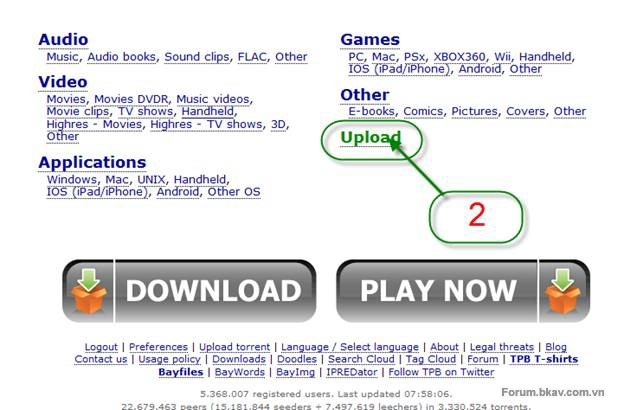 Audio
Music, Audio books, Sound clips, FLAC, Other
Video
Movies, Movies DVDR, Music videos,
Movie clips, TV shows, Handheld,
Highres - Movies, Highres - TV shows, 3D,
Other
Applications
Windows, Mac, UNIX, Handheld,
IOS (iPad/iPhone), Android, Other OS
Games
PC, Mac, PSx, XBOX360, Wii, Handheld,
IOS (iPad/iPhone), Android, Other
Other
E-books, Comics, Pictures, Covers, Other
Upload
2
DOWNLOAD
PLAY NOW
Logout | Preferences | Upload torrent | Language / Select language | About | Legal threats | Blog
Contact us | Usage policy | Downloads | Doodles | Search Cloud | Tag Cloud | Forum | TPB T-shirts
Bayfiles | BayWords | BayImg | IPREDator | Follow TPB on Twitter
5.368.007 registered users. Last updated 07:58:06.
Forum.bkav.com.vn
22.679.463 peers (15.181.844 seeders + 7.497.619 leechers) in 3.330.524 torrents.